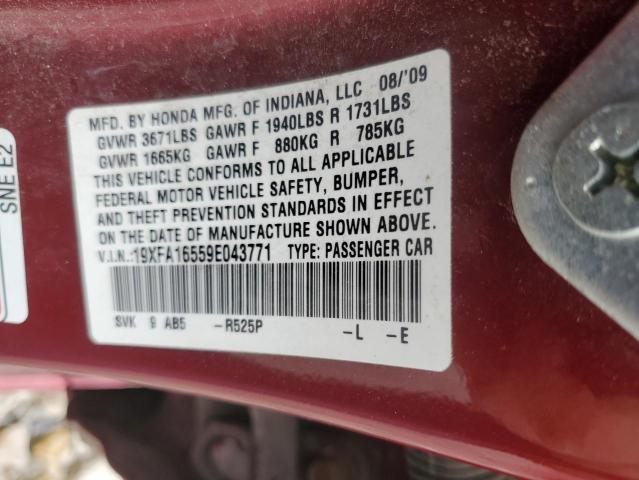 MFD. BY HONDA MFG. OF INDIANA, LLC 08/'09
GVWR 3671LBS GAWR F 1940LBS R 1731LBS
GVWR 1665KG GAWR F 880KG R 785KG
THIS VEHICLE CONFORMS TO ALL APPLICABLE
FEDERAL MOTOR VEHICLE SAFETY, BUMPER,
AND THEFT PREVENTION STANDARDS IN EFFECT
ON THE DATE OF MANUFACTURE SHOWN ABOVE.
V.I.N.:19XFA16559E043771 TYPE: PASSENGER CAR
SVK 9 AB5 -R525P -L -E
SNE E2